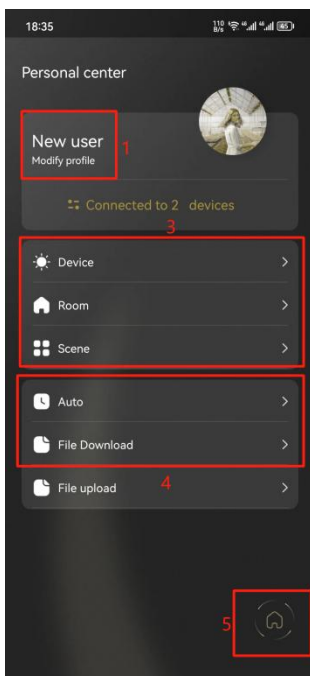 18:35
110 B/s
45
Personal center
New user
1
Modify profile
Connected to 2 devices
3
Device
Room
Scene
Auto
File Download
File upload
4
5